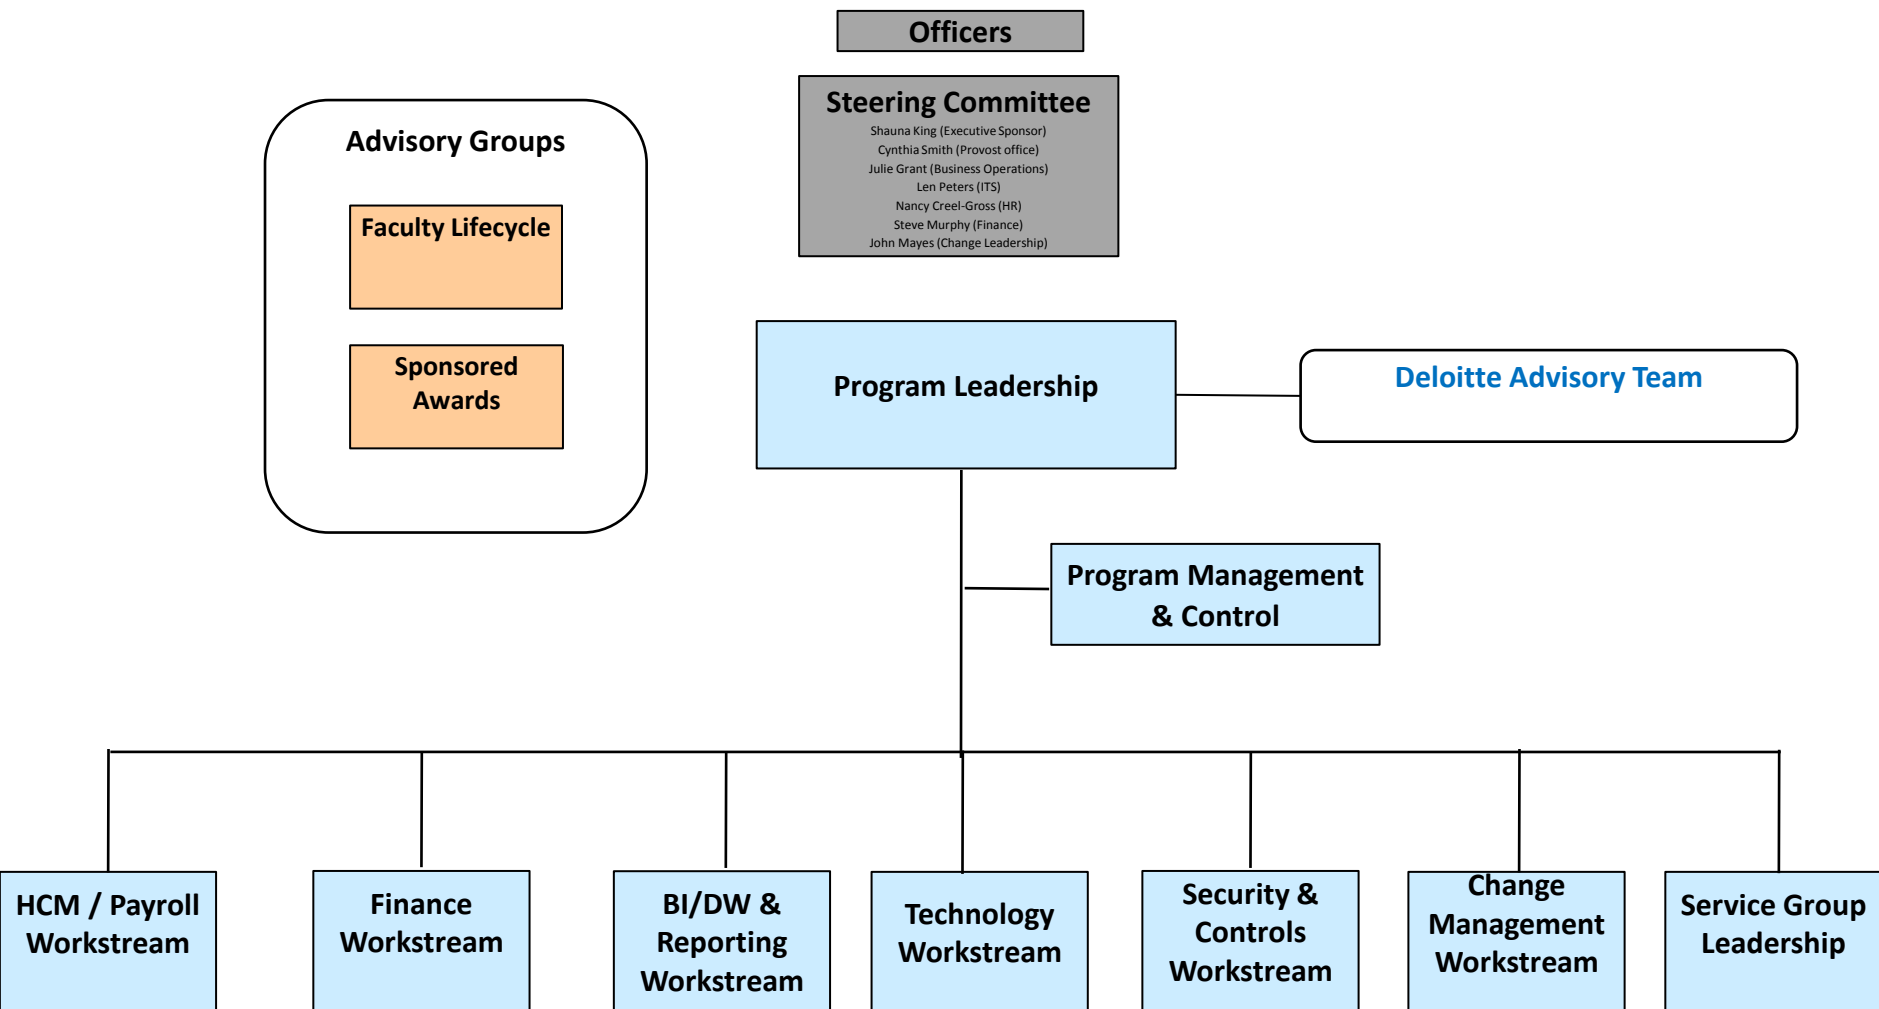 Officers
Steering Committee
Shauna King (Executive Sponsor)
Cynthia Smith (Provost office)
Julie Grant (Business Operations)
Len Peters (ITS)
Nancy Creel-Gross (HR)
Steve Murphy (Finance)
John Mayes (Change Leadership)
Advisory Groups
Faculty Lifecycle
Sponsored
Awards
Program Leadership
Deloitte Advisory Team
Program Management
& Control
HCM / Payroll
Workstream
Finance
Workstream
BI/DW &
Reporting
Workstream
Technology
Workstream
Security &
Controls
Workstream
Change
Management
Workstream
Service Group
Leadership